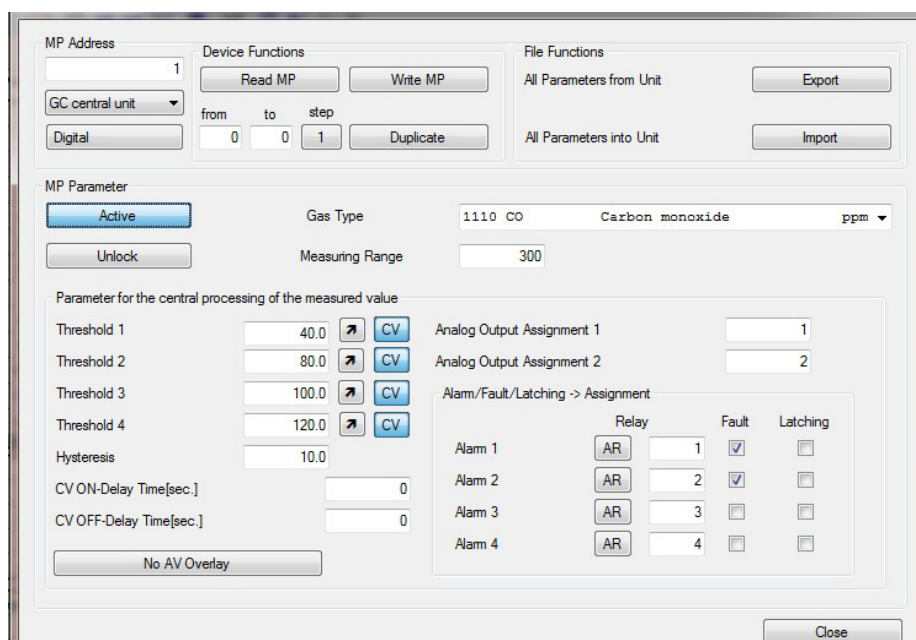 MP Address
1
GC central unit
Digital
Device Functions
Read MP Write MP
from to step
0 0 1 Duplicate
File Functions
All Parameters from Unit Export
All Parameters into Unit Import
MP Parameter
Active Gas Type 1110 CO Carbon monoxide ppm
Unlock Measuring Range 300
Parameter for the central processing of the measured value
Threshold 1 40.0 CV
Threshold 2 80.0 CV
Threshold 3 100.0 CV
Threshold 4 120.0 CV
Hysteresis 10.0
CV ON-Delay Time[sec.] 0
CV OFF-Delay Time[sec.] 0
No AV Overlay
Analog Output Assignment 1 1
Analog Output Assignment 2 2
Alarm/Fault/Latching -> Assignment
Relay Fault Latching
Alarm 1 AR 1
Alarm 2 AR 2
Alarm 3 AR 3
Alarm 4 AR 4
Close